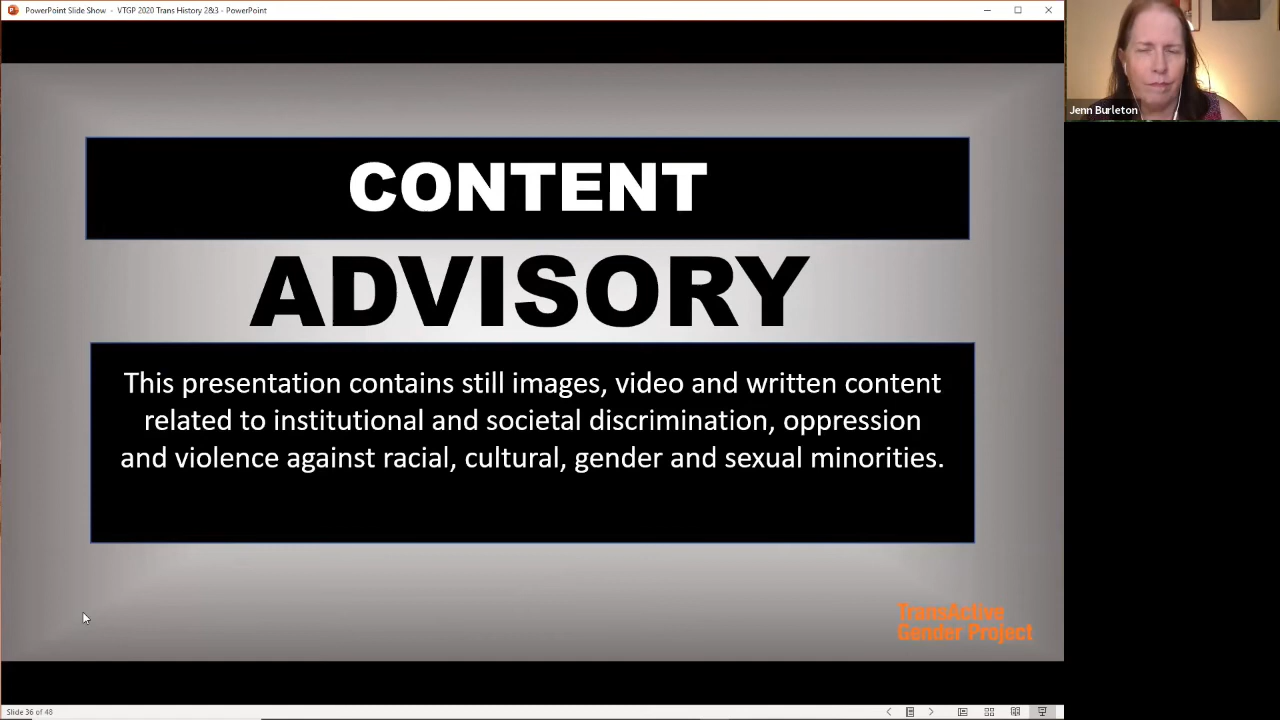 PowerPoint Slide Show - VTGP 2020 Trans History 2&3 - PowerPoint
Jenn Burleton
CONTENT
ADVISORY
This presentation contains still images, video and written content
related to institutional and societal discrimination, oppression
and violence against racial, cultural, gender and sexual minorities.
TransActive
Gender Project
Slide 36 of 48